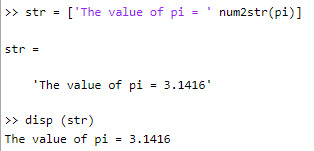 >> str = ['The value of pi = ' num2str(pi)]
str =
'The value of pi = 3.1416'
>> disp (str)
The value of pi = 3.1416